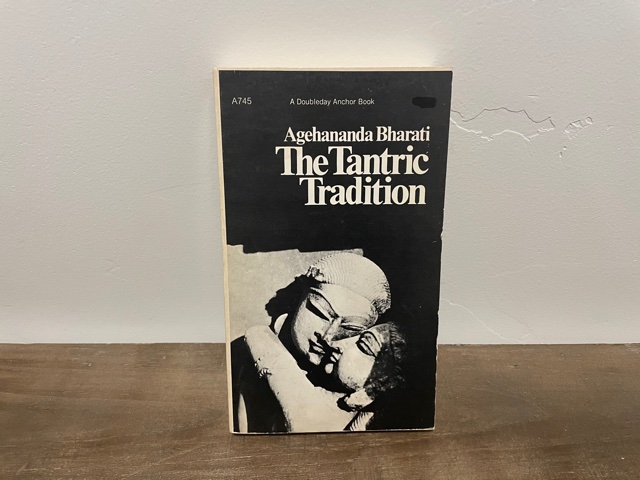 A745
A Doubleday Anchor Book
Agehananda Bharati
The Tantric
Tradition